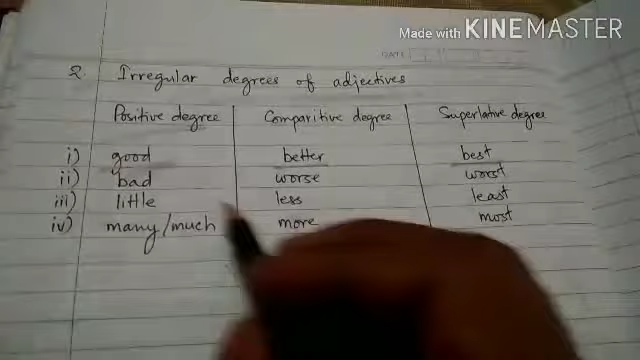 Made with KINEMASTER
DATE
2. Irregular degrees of adjectives
Positive degree Comparitive degree Superlative degree
i) good better best
ii) bad worse worst
iii) little less least
iv) many/much more most